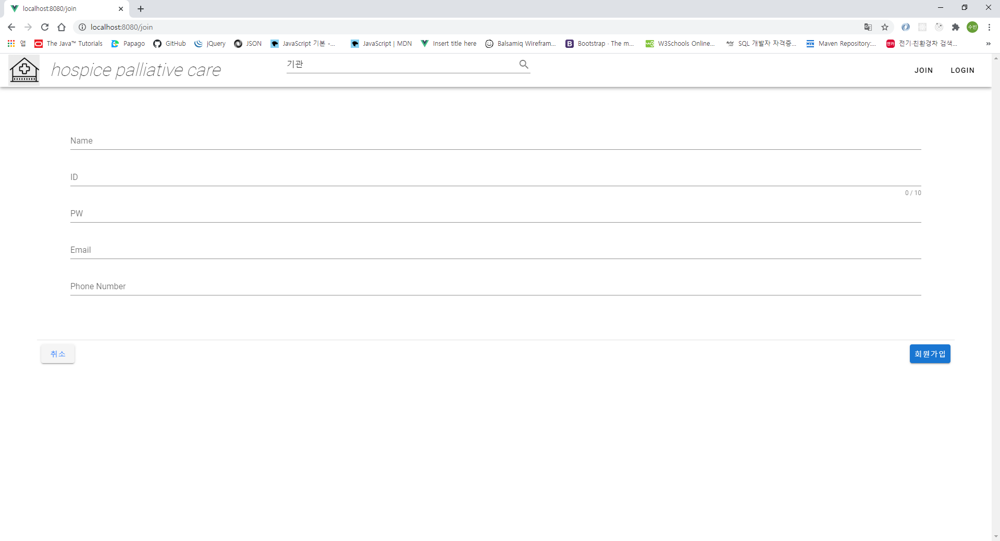 localhost:8080/join
localhost:8080/join
수빈
앱 The Java™ Tutorials Papago GitHub jQuery JSON JavaScript 기본 -... JavaScript | MDN Insert title here Balsamiq Wirefram... Bootstrap · The m... W3Schools Online... SQL 개발자 자격증... Maven Repository:... 전기·친환경차 검색... »
hospice palliative care 기관 JOIN LOGIN
Name
ID
0 / 10
PW
Email
Phone Number
취소 회원가입